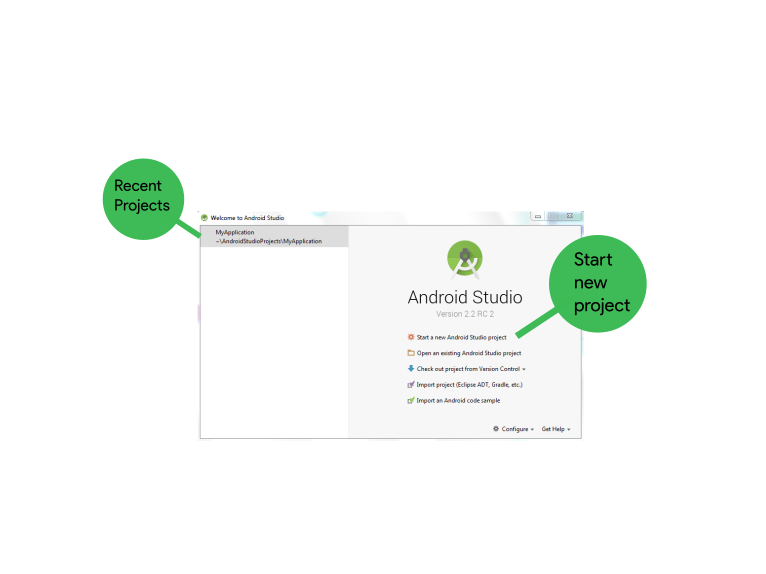 Recent
Projects
Welcome to Android Studio
MyApplication
~\AndroidStudioProjects\MyApplication
Start
new
project
Android Studio
Version 2.2 RC 2
Start a new Android Studio project
Open an existing Android Studio project
Check out project from Version Control
Import project (Eclipse ADT, Gradle, etc.)
Import an Android code sample
Configure
Get Help